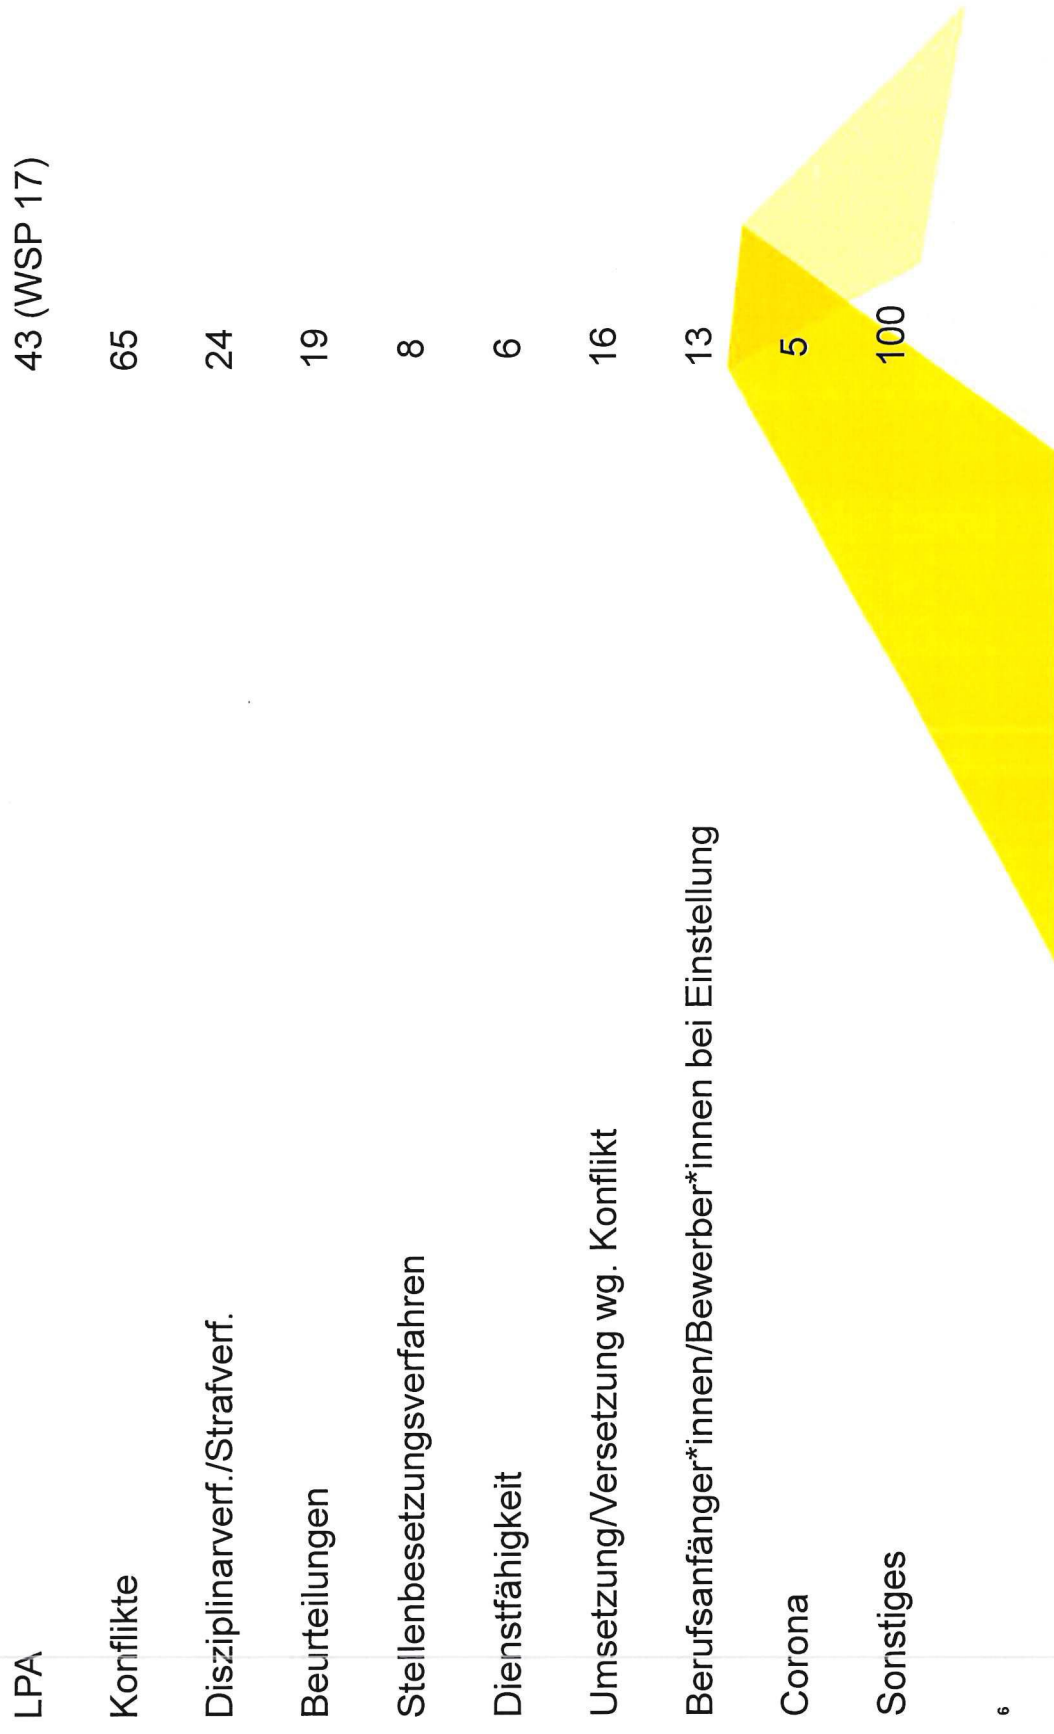 LPA 43 (WSP 17)
Konflikte 65
Disziplinarverf./Strafverf. 24
Beurteilungen 19
Stellenbesetzungsverfahren 8
Dienstfähigkeit 6
Umsetzung/Versetzung wg. Konflikt 16
Berufsanfänger*innen/Bewerber*innen bei Einstellung 13
Corona 5
Sonstiges 100
6